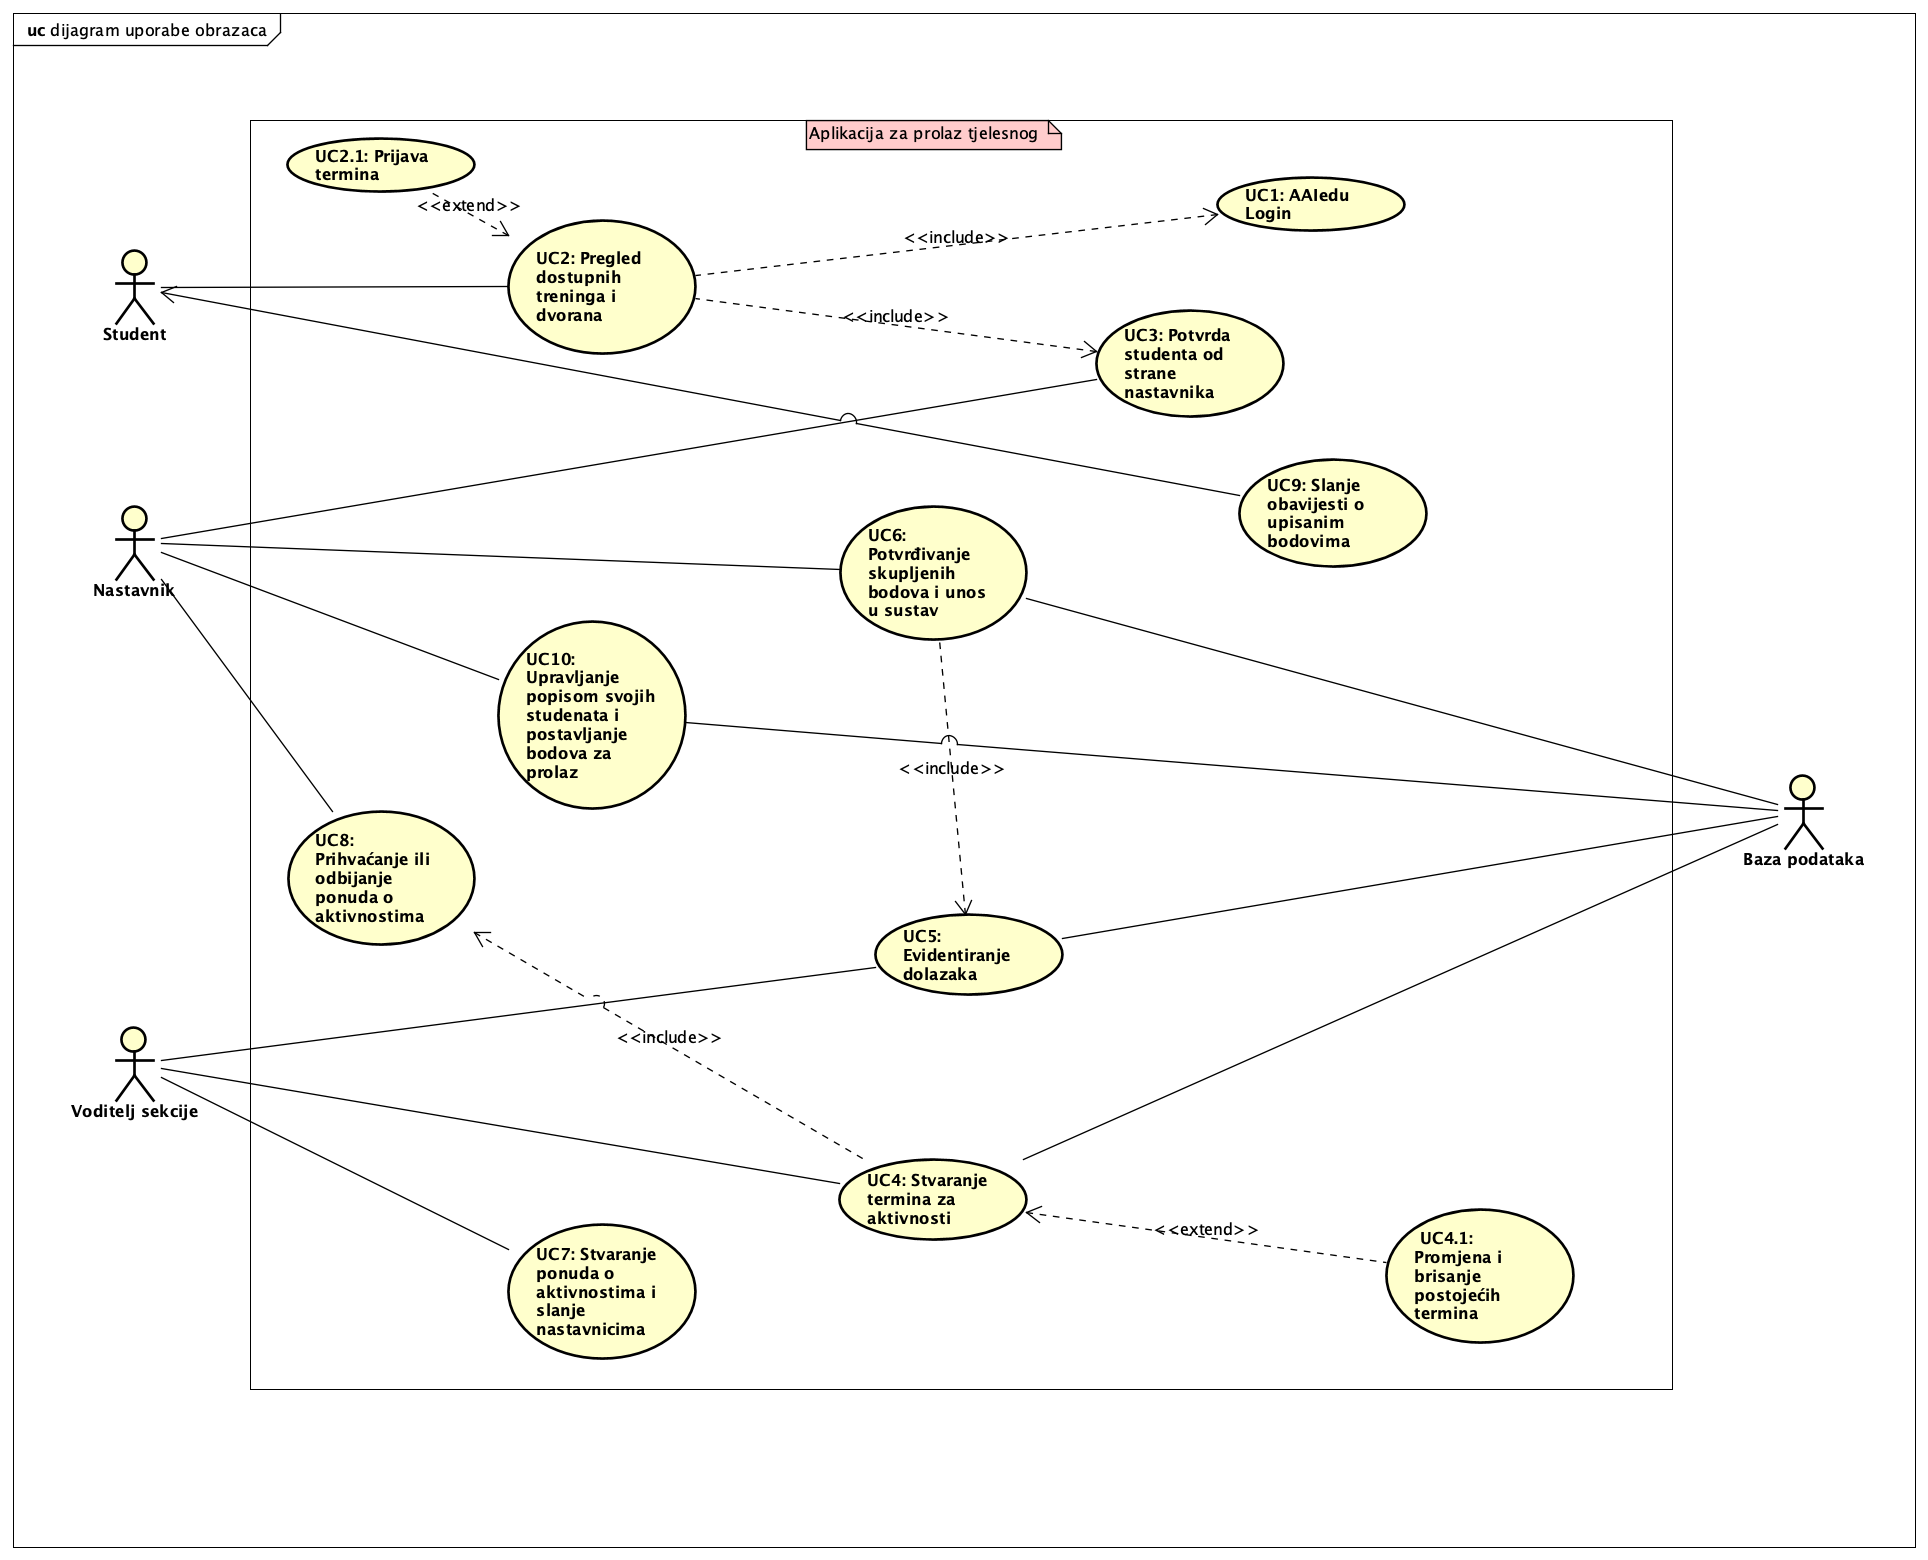 uc dijagram uporabe obrazaca
Aplikacija za prolaz tjelesnog
UC2.1: Prijava
termina
<<extend>>
UC1: AAIedu
Login
<<include>>
UC2: Pregled
dostupnih
treninga i
dvorana
Student
<<include>>
UC3: Potvrda
studenta od
strane
nastavnika
UC9: Slanje
obavijesti o
upisanim
bodovima
Nastavnik
UC6:
Potvrđivanje
skupljenih
bodova i unos
u sustav
UC10:
Upravljanje
popisom svojih
studenata i
postavljanje
bodova za
prolaz
<<include>>
Baza podataka
UC8:
Prihvaćanje ili
odbijanje
ponuda o
aktivnostima
UC5:
Evidentiranje
dolazaka
<<include>>
Voditelj sekcije
UC4: Stvaranje
termina za
aktivnosti
<<extend>>
UC4.1:
Promjena i
brisanje
postojećih
termina
UC7: Stvaranje
ponuda o
aktivnostima i
slanje
nastavnicima